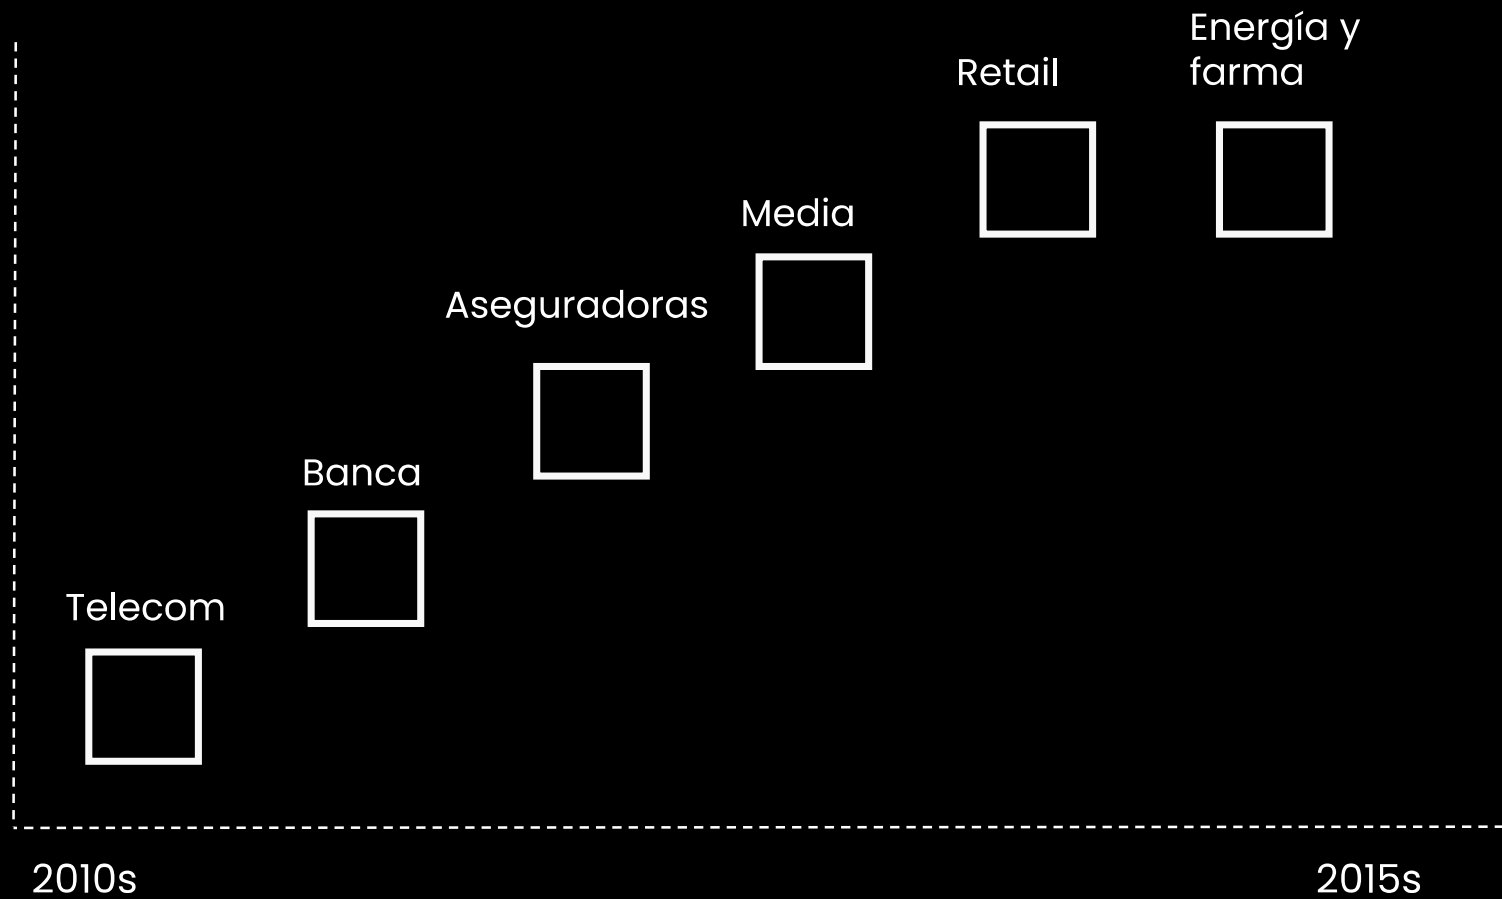 Energía y
farma
Retail
Media
Aseguradoras
Banca
Telecom
2010s
2015s